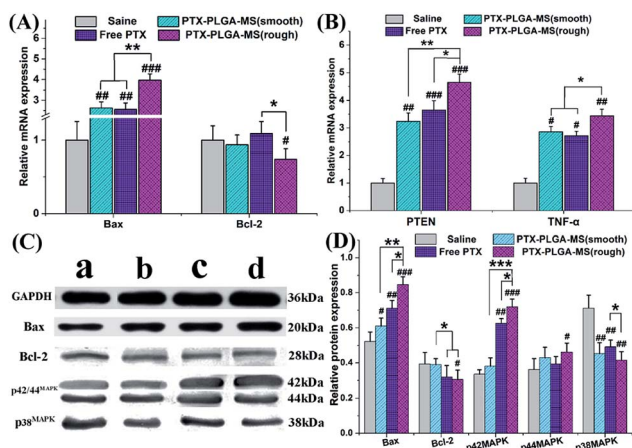 (A)
Saine
PTX-PLGA-MS(smooth)
Free PTX
PTX-PLGA-MS(rough)
Relative mRNA expression
4
3
2
1
0
##
##
###
**
*
#
Bax
Bcl-2
(B)
Saline
PTX-PLGA-MS(smooth)
Free PTX
PTX-PLGA-MS(rough)
Relative mRNA expression
6
5
4
3
2
1
0
**
*
##
###
###
*
#
#
##
PTEN
TNF-α
(C)
a b c d
GAPDH 36kDa
Bax 20kDa
Bcl-2 28kDa
p42/44MAPK 42kDa
44kDa
p38MAPK 38kDa
(D)
Saline
PTX-PLGA-MS(smooth)
Free PTX
PTX-PLGA-MS(rough)
Relative protein expression
1.0
0.8
0.6
0.4
0.2
0.0
**
*
#
##
###
*
#
***
*
##
###
#
*
##
##
##
Bax
Bcl-2
p42MAPK
p44MAPK
p38MAPK